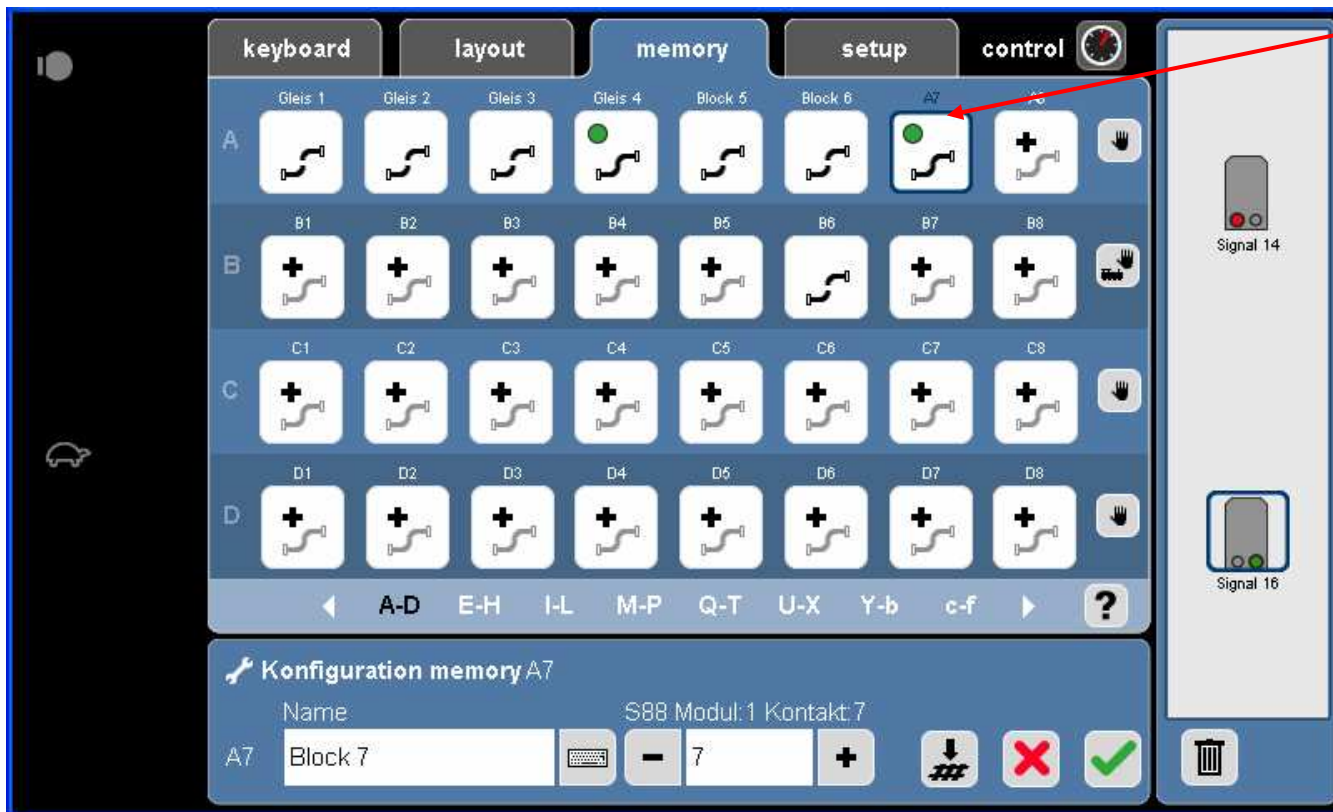 keyboard layout memory setup control
Gleis 1 Gleis 2 Gleis 3 Gleis 4 Block 5 Block 6 A7 A8
A
B1 B2 B3 B4 B5 B6 B7 B8
B
C1 C2 C3 C4 C5 C6 C7 C8
C
D1 D2 D3 D4 D5 D6 D7 D8
D
A-D E-H I-L M-P Q-T U-X Y-b c-f ?
Konfiguration memory A7
Name S88 Modul:1 Kontakt:7
A7 Block 7 - 7 +
Signal 14
Signal 16